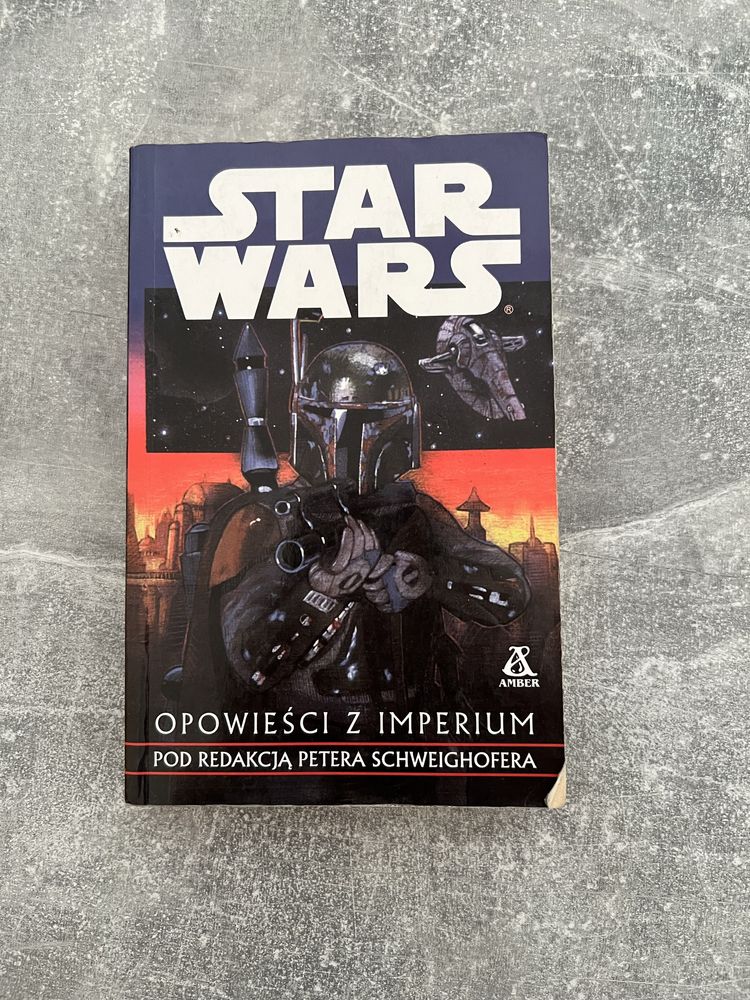 STAR
WARS®
AMBER
OPOWIEŚCI Z IMPERIUM
POD REDAKCJĄ PETERA SCHWEIGHOFERA